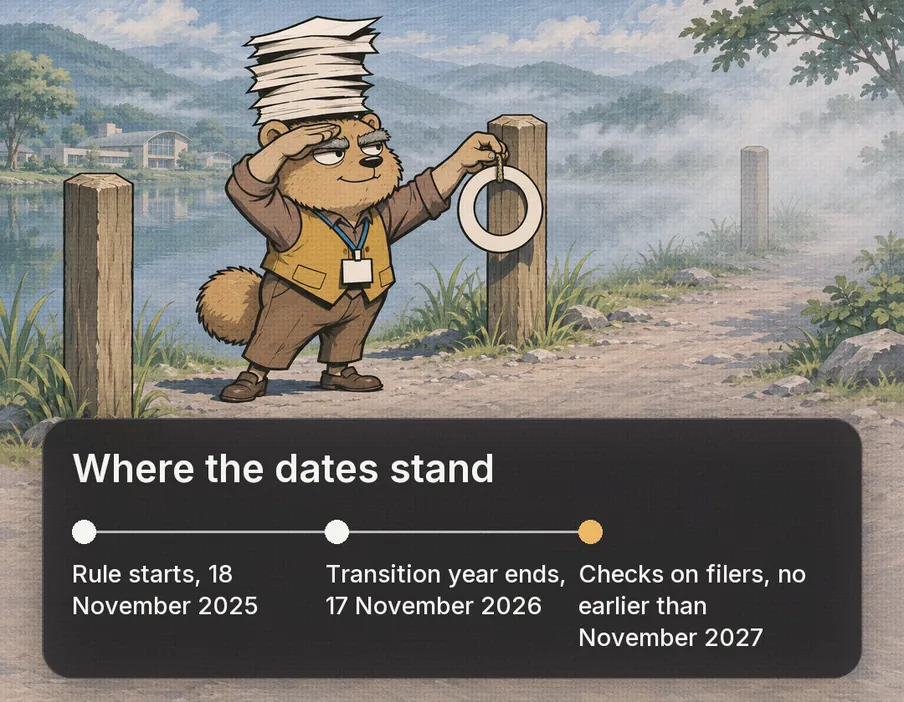 Where the dates stand
Rule starts, 18
November 2025
Transition year ends,
17 November 2026
Checks on filers, no
earlier than
November 2027